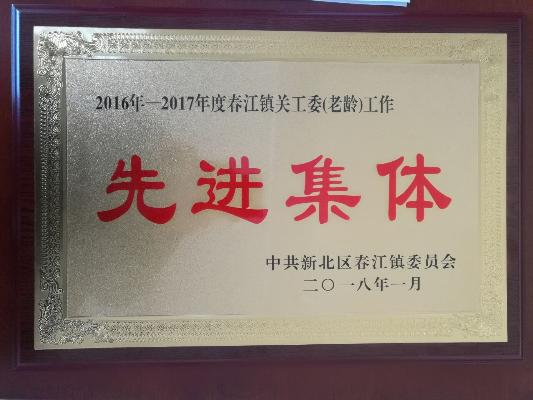 2016年—2017年度春江镇关工委(老龄)工作
先进集体
中共新北区春江镇委员会
二〇一八年一月